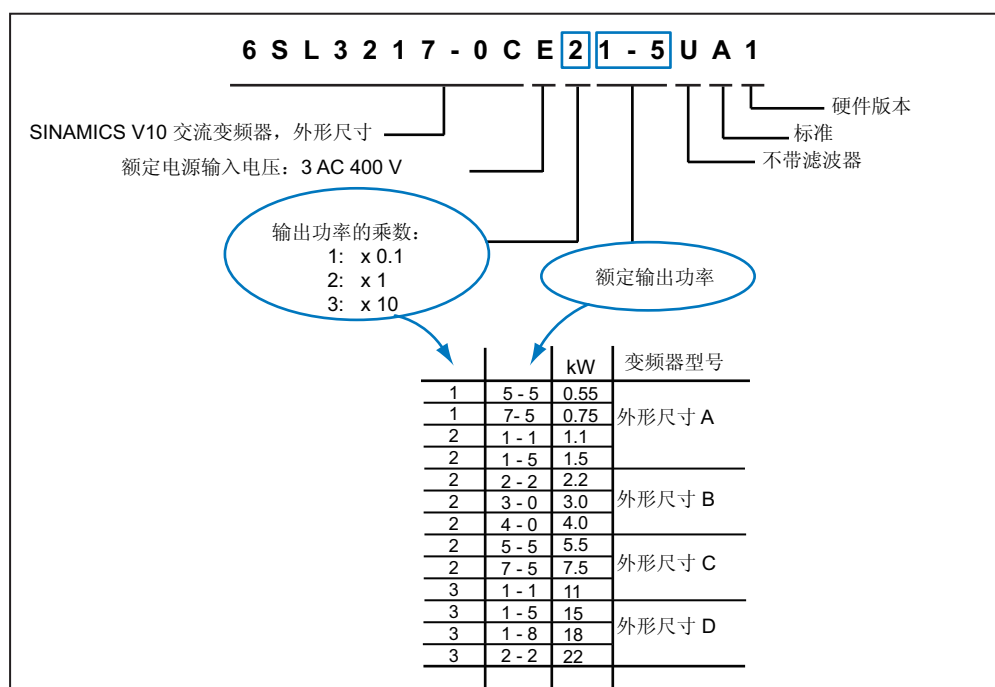 6SL3217-0CE21-5UA1
硬件版本
SINAMICS V10 交流变频器，外形尺寸
标准
额定电源输入电压：3 AC 400 V
不带滤波器
输出功率的乘数：
1: x 0.1
2: x 1
3: x 10
额定输出功率
kW 变频器型号
1 5 - 5 0.55
1 7- 5 0.75
外形尺寸 A
2 1 - 1 1.1
2 1 - 5 1.5
2 2 - 2 2.2
2 3 - 0 3.0 外形尺寸 B
2 4 - 0 4.0
2 5 - 5 5.5
2 7 - 5 7.5 外形尺寸 C
3 1 - 1 11
3 1 - 5 15
3 1 - 8 18 外形尺寸 D
3 2 - 2 22